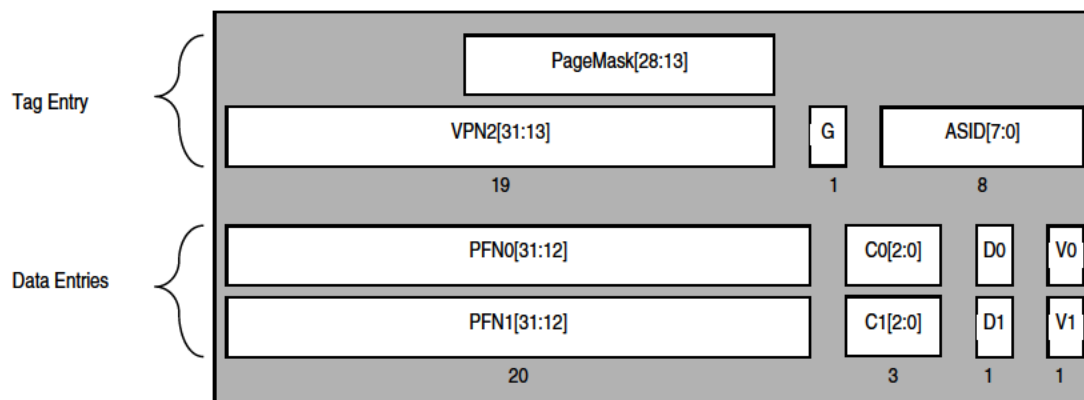 PageMask[28:13]
Tag Entry
VPN2[31:13] G ASID[7:0]
19 1 8
PFN0[31:12] C0[2:0] D0 V0
Data Entries
PFN1[31:12] C1[2:0] D1 V1
20 3 1 1